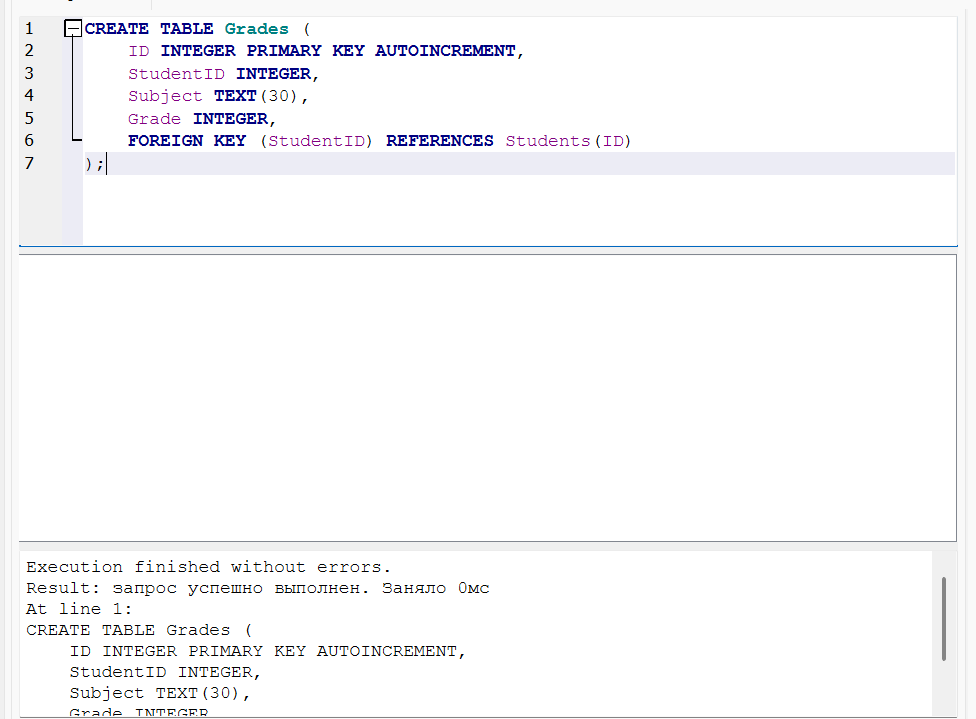 1 CREATE TABLE Grades (
2 ID INTEGER PRIMARY KEY AUTOINCREMENT,
3 StudentID INTEGER,
4 Subject TEXT(30),
5 Grade INTEGER,
6 FOREIGN KEY (StudentID) REFERENCES Students(ID)
7 );
Execution finished without errors.
Result: запрос успешно выполнен. Заняло 0мс
At line 1:
CREATE TABLE Grades (
ID INTEGER PRIMARY KEY AUTOINCREMENT,
StudentID INTEGER,
Subject TEXT(30),
Grade INTEGER